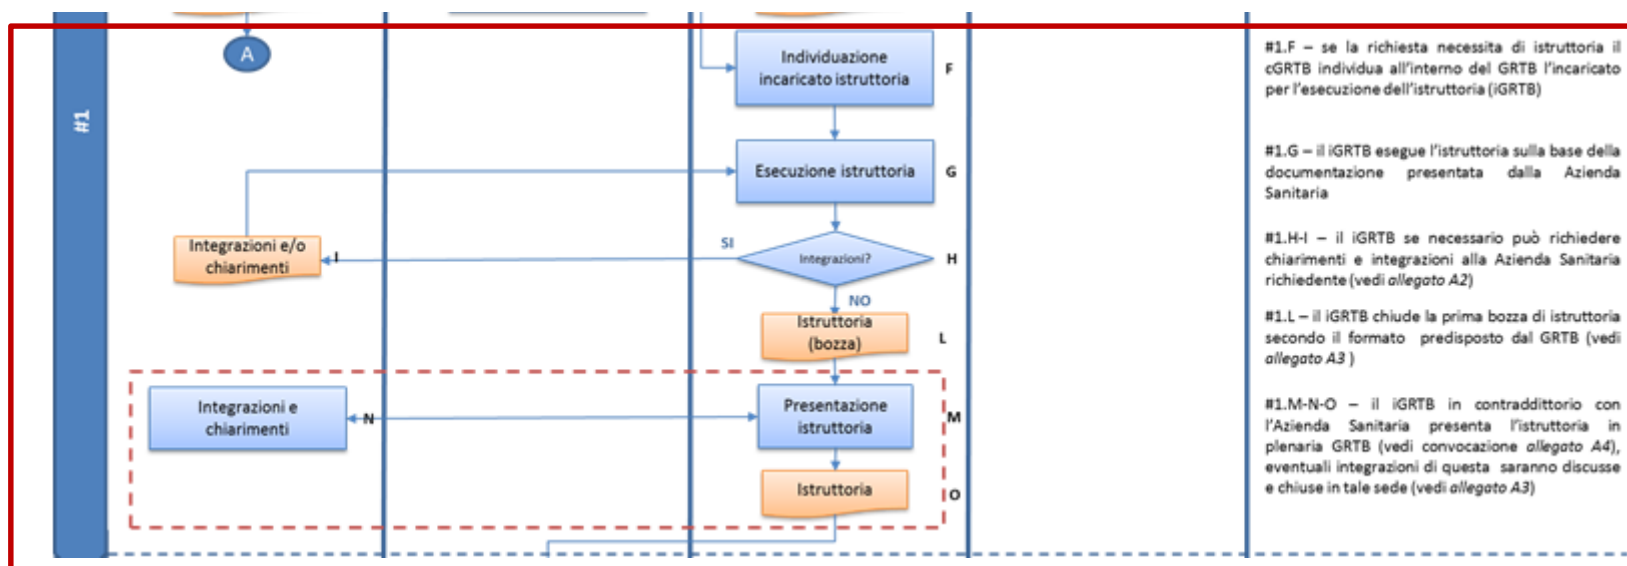 A
#1
Individuazione
incaricato istruttoria
F
Esecuzione istruttoria
G
Integrazioni e/o
chiarimenti
I
SI
Integrazioni?
H
NO
Istruttoria
(bozza)
L
Integrazioni e
chiarimenti
N
Presentazione
istruttoria
M
Istruttoria
O
#1.F – se la richiesta necessita di istruttoria il
cGRTB individua all'interno del GRTB l'incaricato
per l'esecuzione dell'istruttoria (iGRTB)
#1.G – il iGRTB esegue l'istruttoria sulla base della
documentazione presentata dalla Azienda
Sanitaria
#1.H-I – il iGRTB se necessario può richiedere
chiarimenti e integrazioni alla Azienda Sanitaria
richiedente (vedi allegato A2)
#1.L – il iGRTB chiude la prima bozza di istruttoria
secondo il formato predisposto dal GRTB (vedi
allegato A3 )
#1.M-N-O – il iGRTB in contraddittorio con
l'Azienda Sanitaria presenta l'istruttoria in
plenaria GRTB (vedi convocazione allegato A4),
eventuali integrazioni di questa saranno discusse
e chiuse in tale sede (vedi allegato A3)